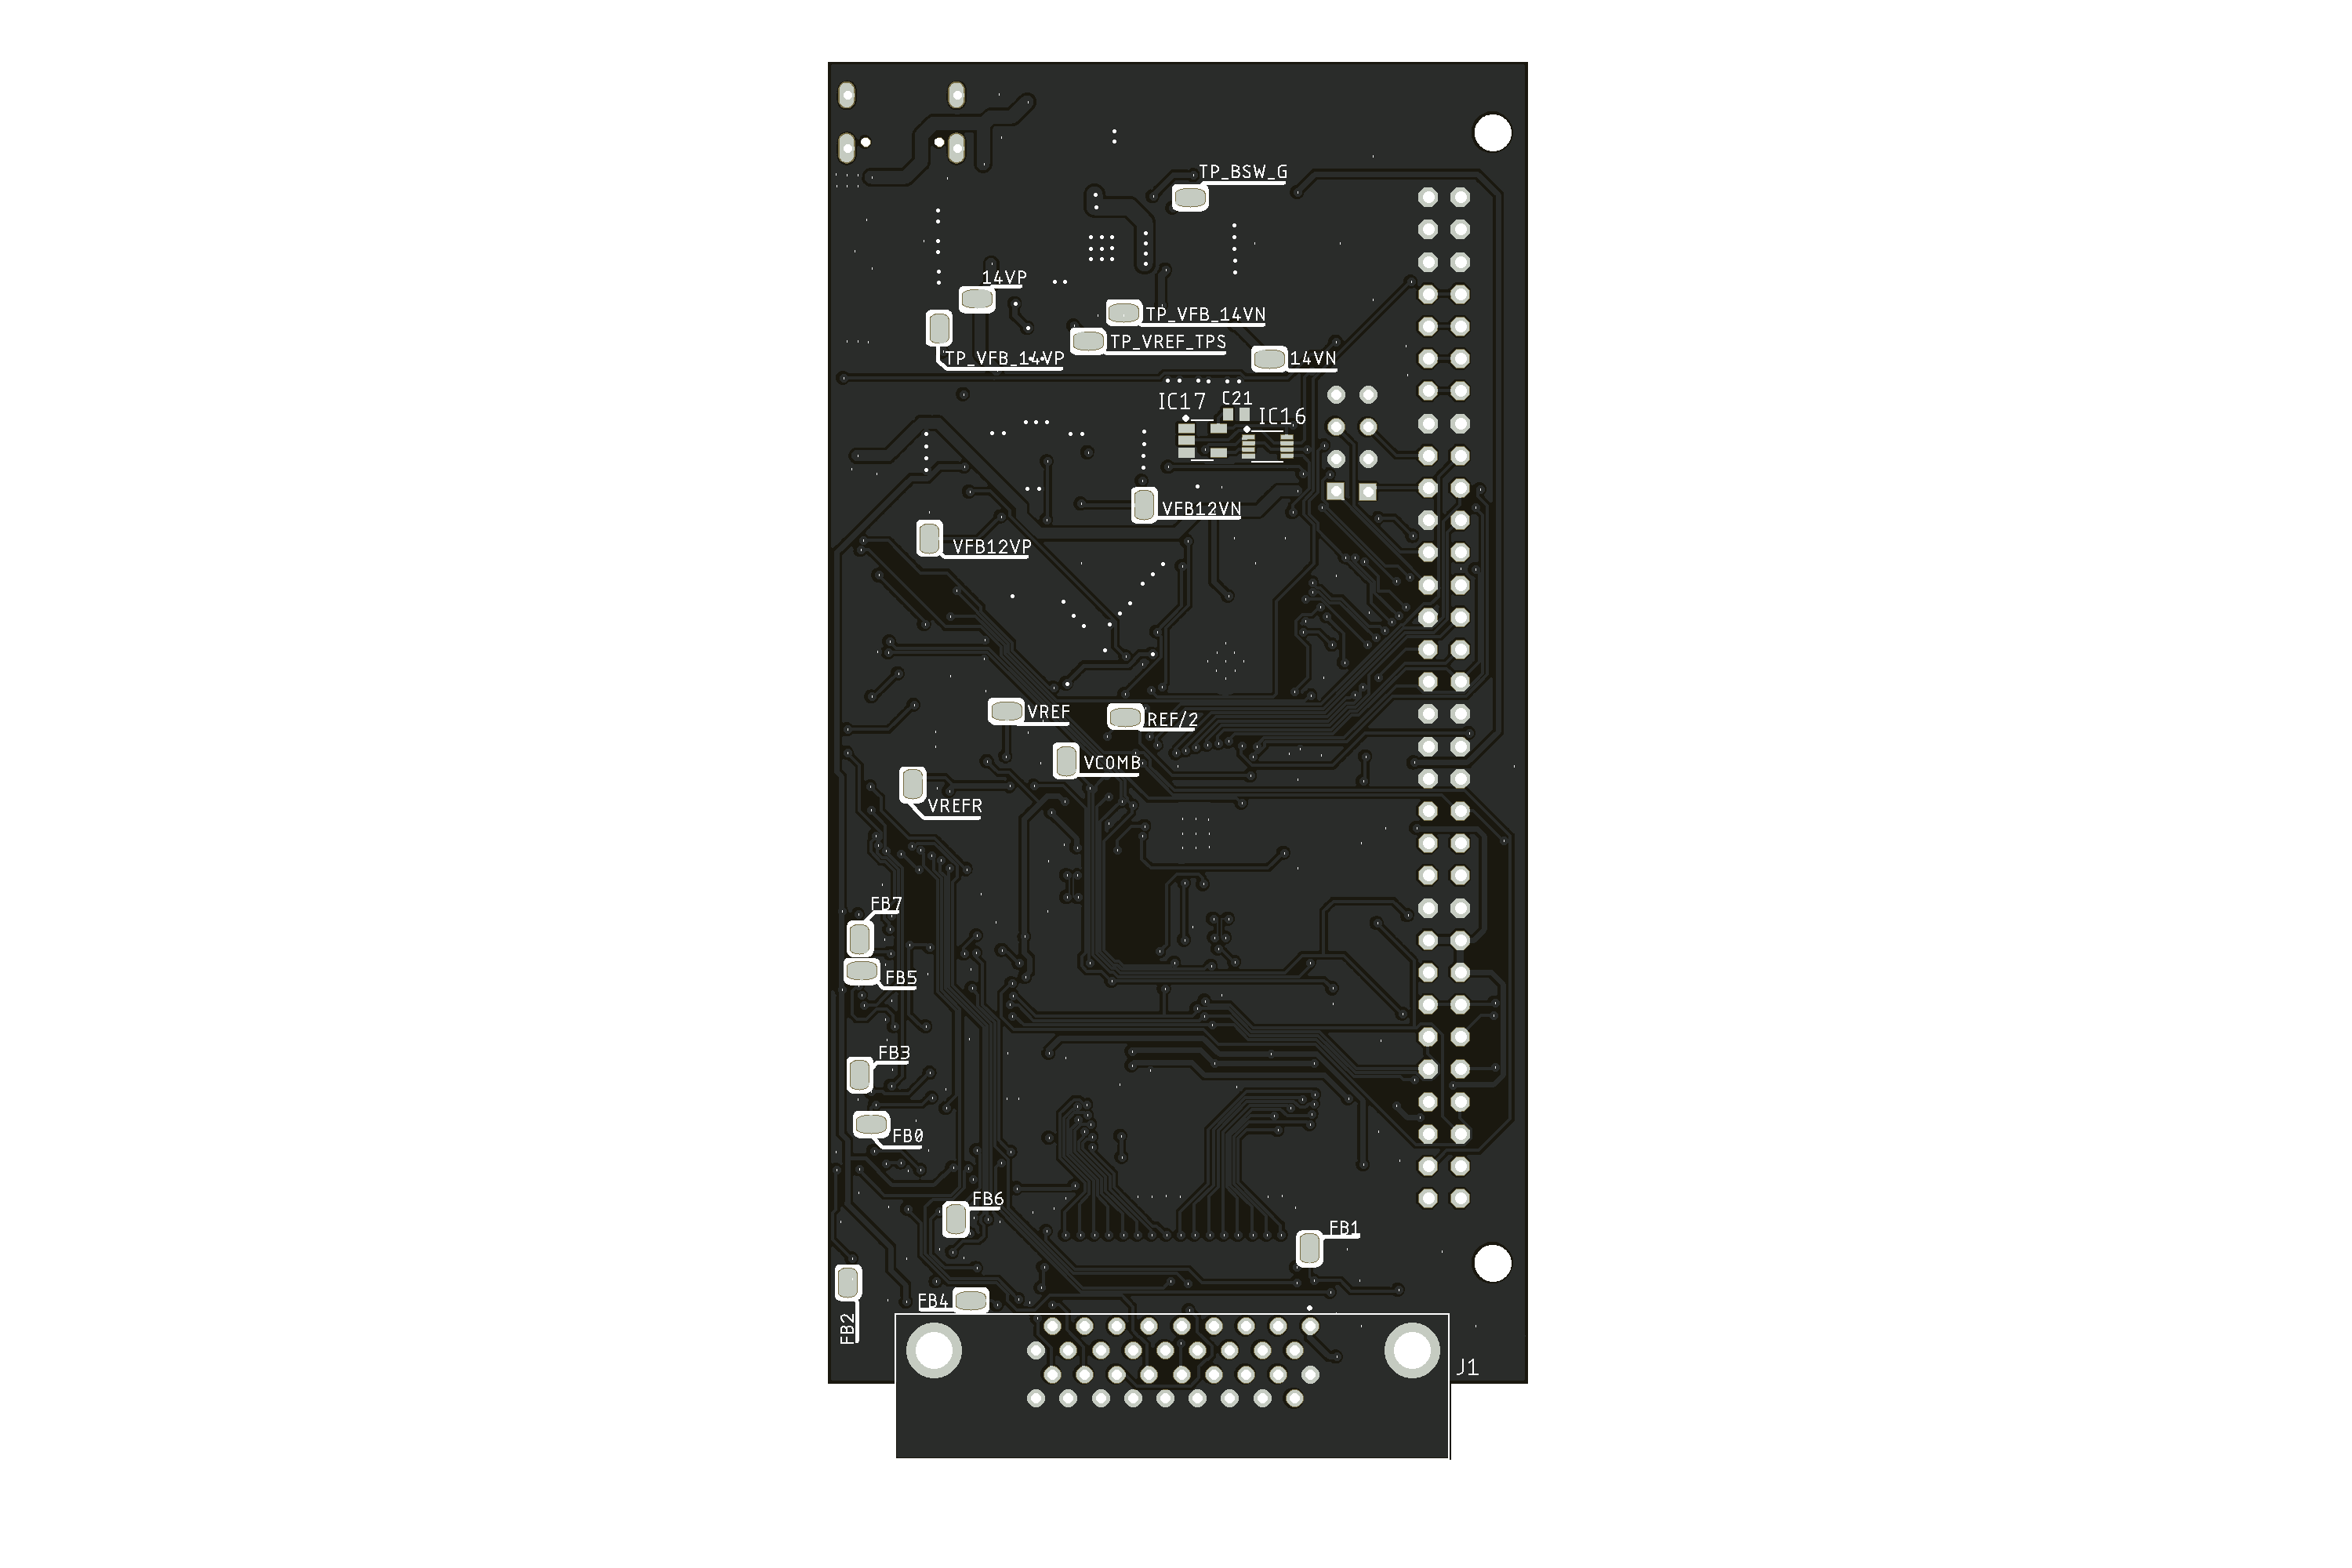 TP_BSW_G
14VP
TP_VFB_14VN
TP_VREF_TPS
TP_VFB_14VP
14VN
IC17
C21
IC16
VFB12VN
VFB12VP
VREF
REF/2
VCOMB
VREFR
FB7
FB5
FB3
FB0
FB6
FB1
FB4
FB2
J1